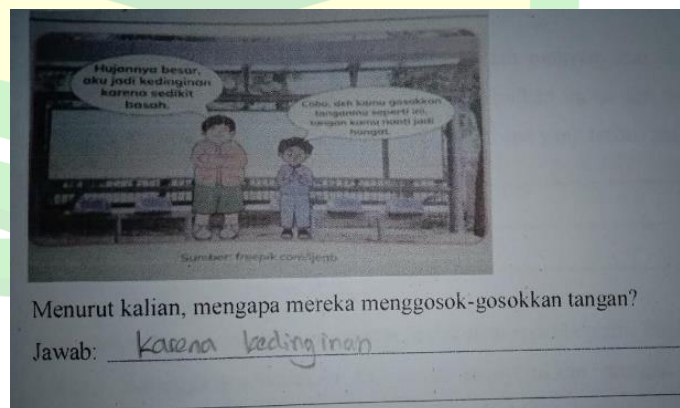 Hujannya besar,
aku jadi kedinginan
karena sedikit
basah.
Coba, deh kamu gosokkan
tanganmu seperti ini,
tangan kamu nanti jadi
hangat.
Sumber: freepik.com/ijeab
Menurut kalian, mengapa mereka menggosok-gosokkan tangan?
Jawab: karena kedinginan